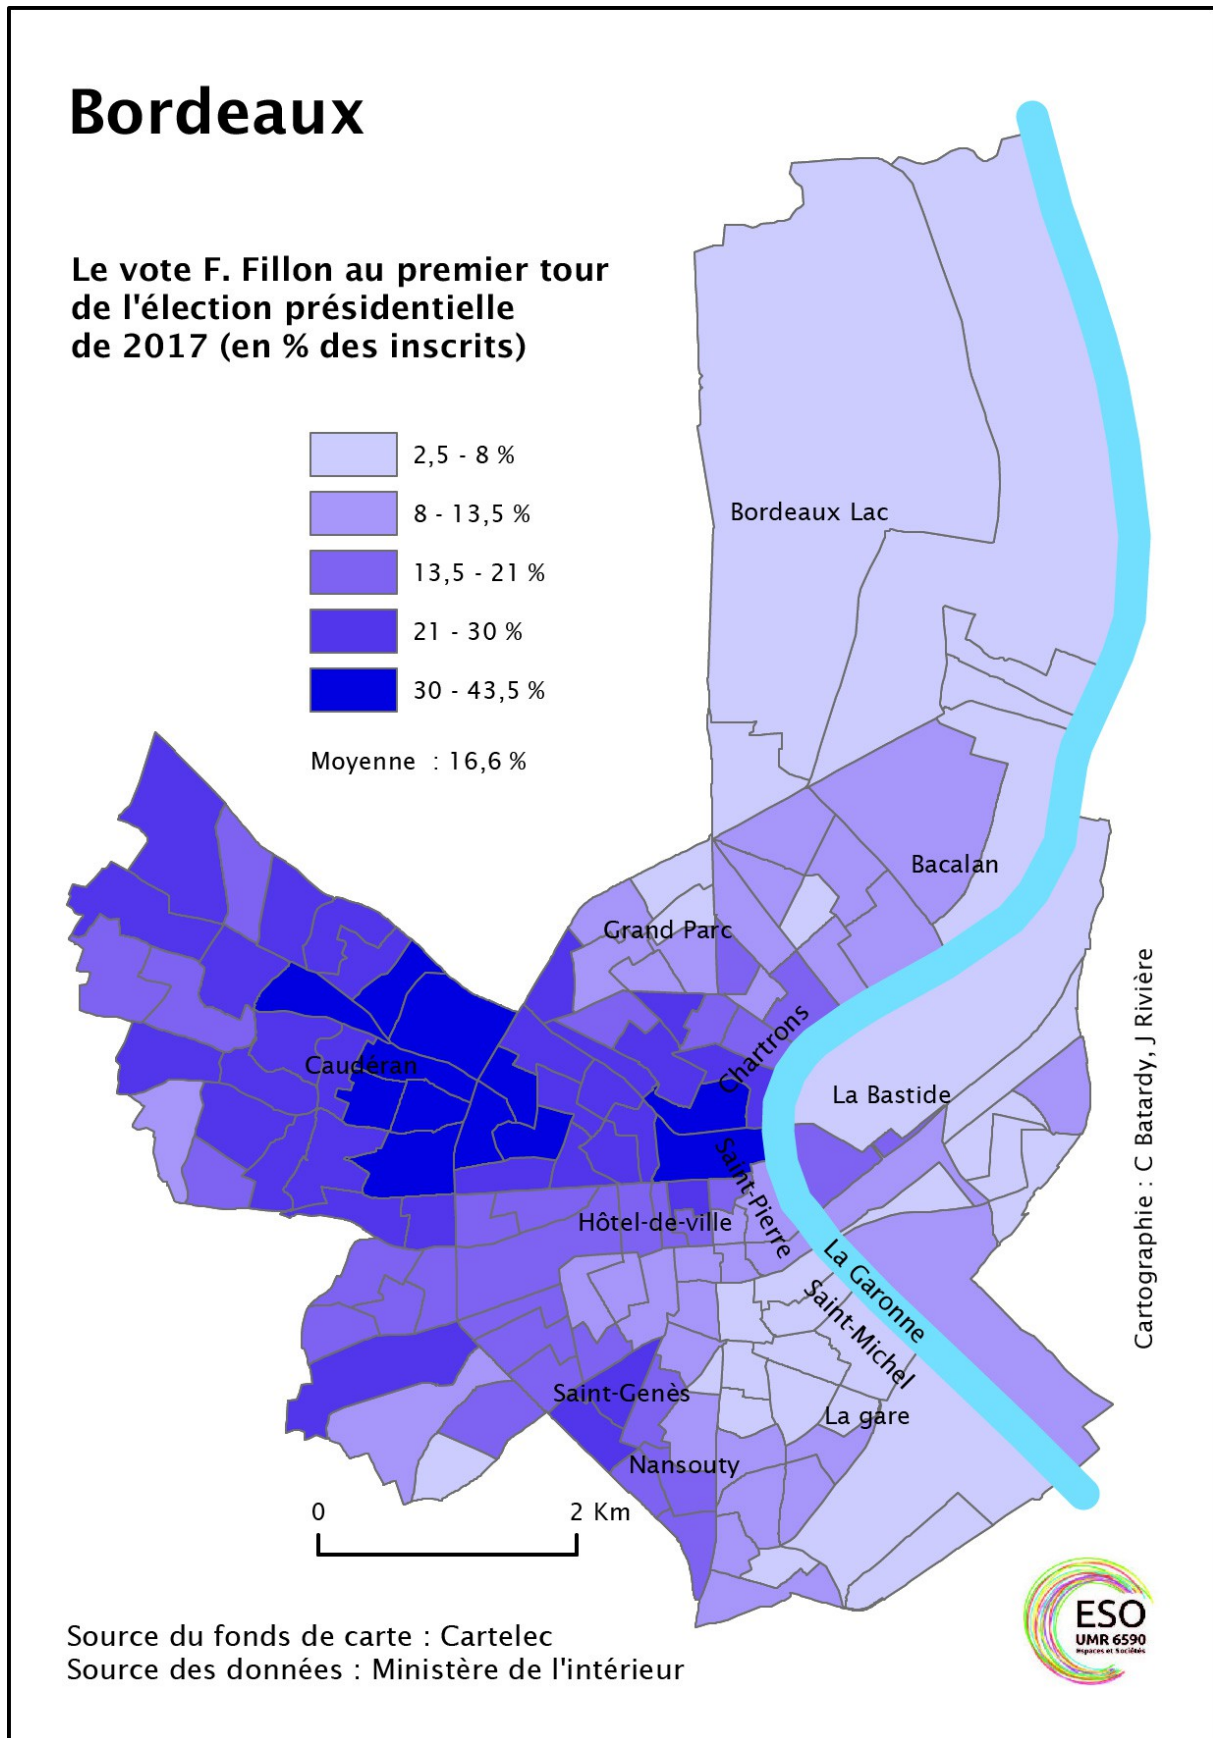 Bordeaux
Le vote F. Fillon au premier tour
de l'élection présidentielle
de 2017 (en % des inscrits)
2,5 - 8 %
8 - 13,5 %
13,5 - 21 %
21 - 30 %
30 - 43,5 %
Moyenne : 16,6 %
Bordeaux Lac
Bacalan
Grand Parc
Chartrons
Caudéran
La Bastide
Saint-Pierre
Hôtel-de-ville
La Garonne
Saint-Michel
Saint-Genès
La gare
Nansouty
Cartographie : C Batardy, J Rivière
0
2 Km
ESO
UMR 6590
Espaces et Sociétés
Source du fonds de carte : Cartelec
Source des données : Ministère de l'intérieur